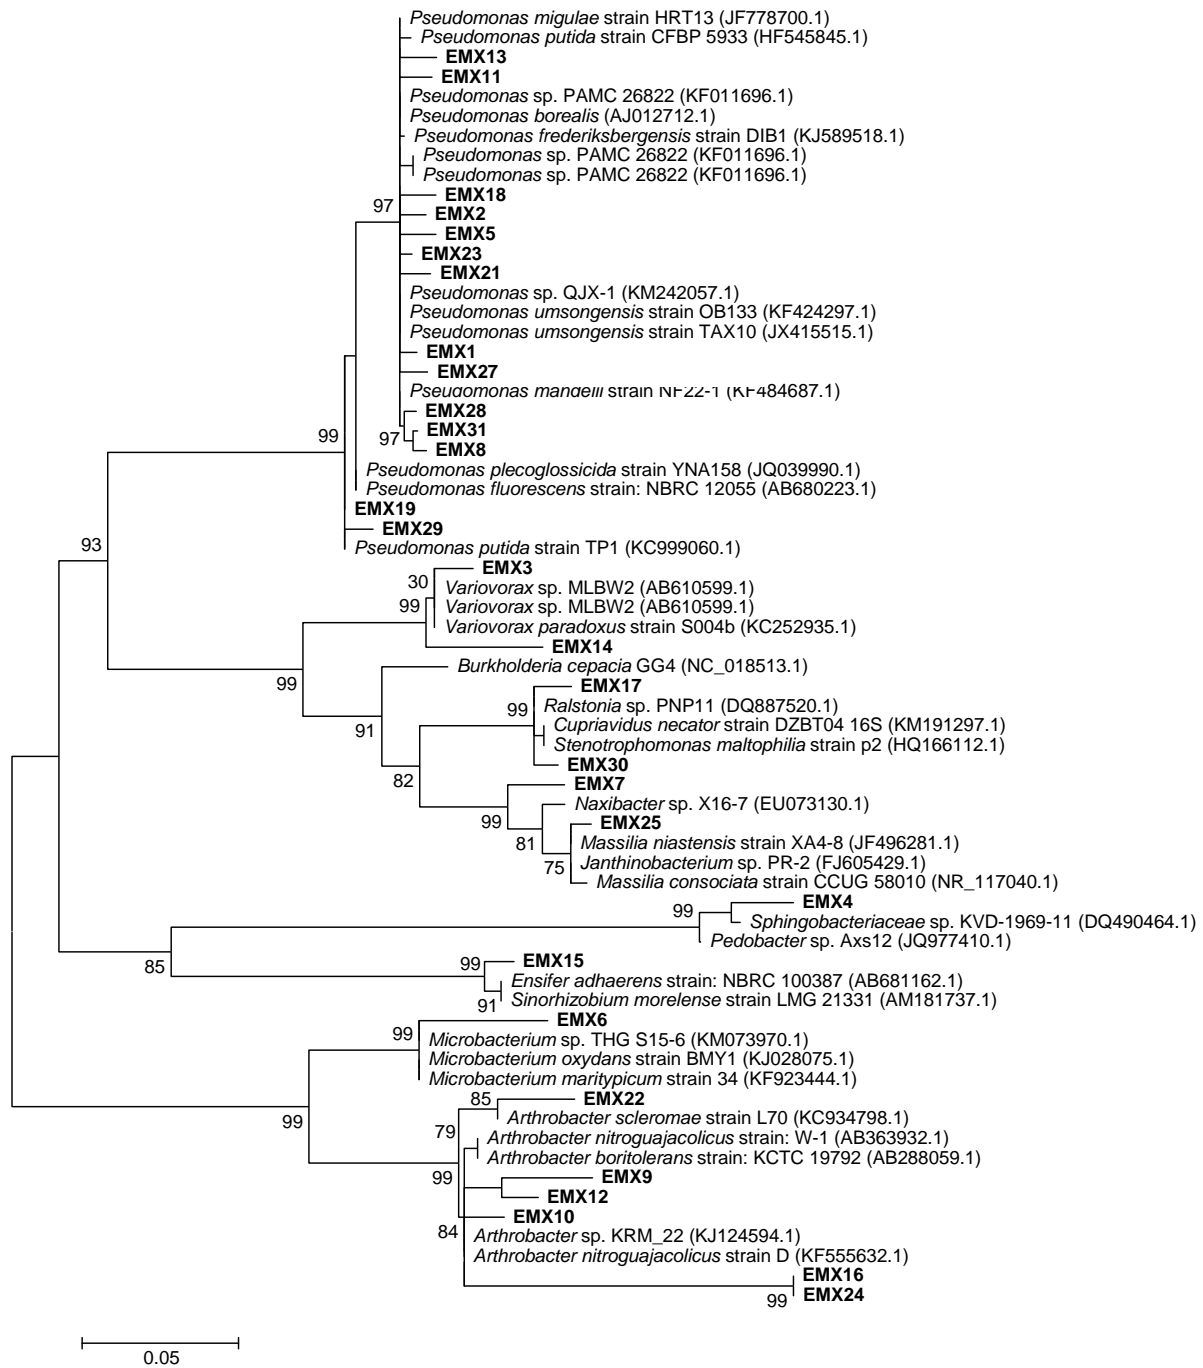 Pseudomonas migulae strain HRT13 (JF778700.1)
Pseudomonas putida strain CFBP 5933 (HF545845.1)
EMX13
EMX11
Pseudomonas sp. PAMC 26822 (KF011696.1)
Pseudomonas borealis (AJ012712.1)
Pseudomonas frederiksbergensis strain DIB1 (KJ589518.1)
Pseudomonas sp. PAMC 26822 (KF011696.1)
Pseudomonas sp. PAMC 26822 (KF011696.1)
EMX18
97
EMX2
EMX5
EMX23
EMX21
Pseudomonas sp. QJX-1 (KM242057.1)
Pseudomonas umsongensis strain OB133 (KF424297.1)
Pseudomonas umsongensis strain TAX10 (JX415515.1)
EMX1
EMX27
Pseudomonas mandelii strain NF22-1 (KF484687.1)
EMX28
EMX31
99
97
EMX8
Pseudomonas plecoglossicida strain YNA158 (JQ039990.1)
Pseudomonas fluorescens strain: NBRC 12055 (AB680223.1)
EMX19
EMX29
93
Pseudomonas putida strain TP1 (KC999060.1)
EMX3
30
Variovorax sp. MLBW2 (AB610599.1)
99
Variovorax sp. MLBW2 (AB610599.1)
Variovorax paradoxus strain S004b (KC252935.1)
EMX14
Burkholderia cepacia GG4 (NC_018513.1)
99
EMX17
99
Ralstonia sp. PNP11 (DQ887520.1)
Cupriavidus necator strain DZBT04 16S (KM191297.1)
91
Stenotrophomonas maltophilia strain p2 (HQ166112.1)
EMX30
82
EMX7
Naxibacter sp. X16-7 (EU073130.1)
99
EMX25
81
Massilia niastensis strain XA4-8 (JF496281.1)
75
Janthinobacterium sp. PR-2 (FJ605429.1)
Massilia consociata strain CCUG 58010 (NR_117040.1)
EMX4
99
Sphingobacteriaceae sp. KVD-1969-11 (DQ490464.1)
Pedobacter sp. Axs12 (JQ977410.1)
85
99
EMX15
Ensifer adhaerens strain: NBRC 100387 (AB681162.1)
91
Sinorhizobium morelense strain LMG 21331 (AM181737.1)
EMX6
99
Microbacterium sp. THG S15-6 (KM073970.1)
Microbacterium oxydans strain BMY1 (KJ028075.1)
Microbacterium maritypicum strain 34 (KF923444.1)
85
EMX22
99
Arthrobacter scleromae strain L70 (KC934798.1)
79
Arthrobacter nitroguajacolicus strain: W-1 (AB363932.1)
Arthrobacter boritolerans strain: KCTC 19792 (AB288059.1)
99
EMX9
EMX12
EMX10
84
Arthrobacter sp. KRM_22 (KJ124594.1)
Arthrobacter nitroguajacolicus strain D (KF555632.1)
EMX16
99
EMX24
0.05